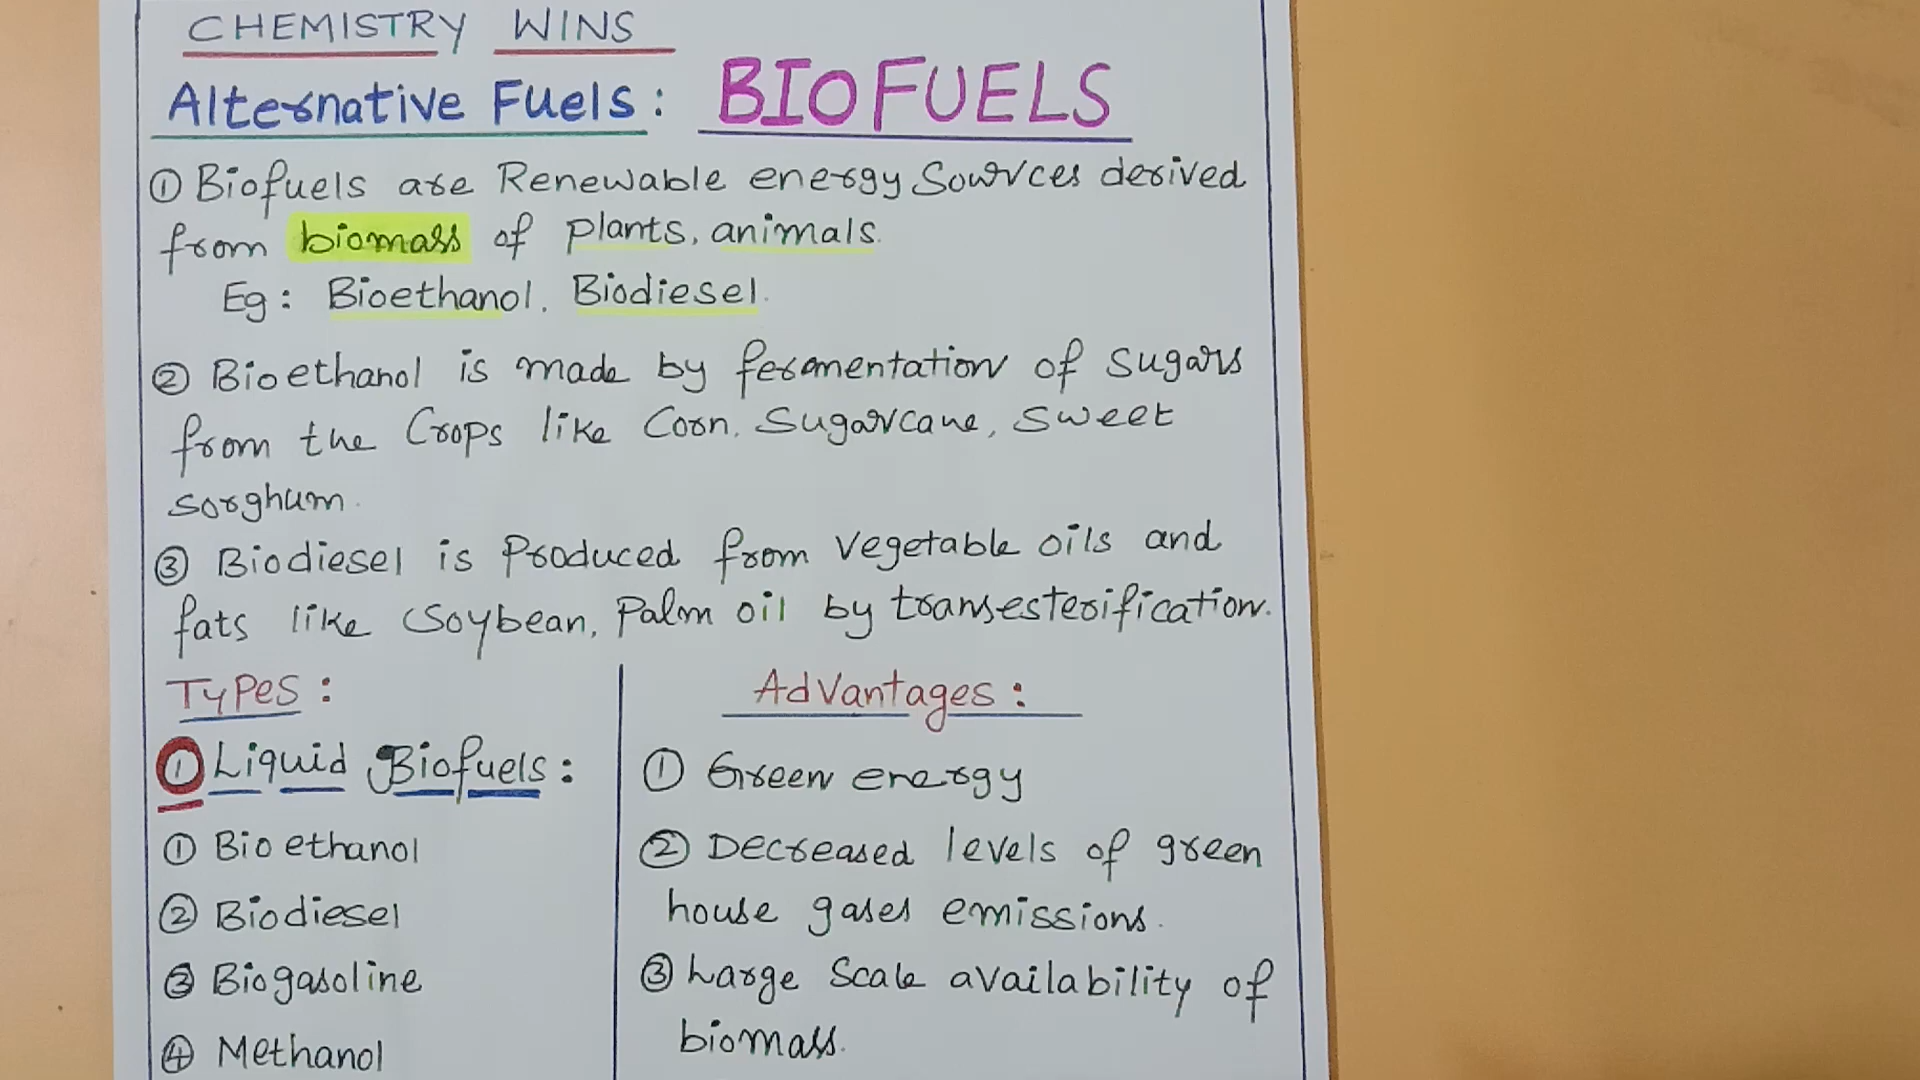 CHEMISTRY WINS
Alternative Fuels: BIOFUELS
① Biofuels are Renewable energy Sources derived
from biomass of plants, animals.
Eg: Bioethanol, Biodiesel.
② Bioethanol is made by fermentation of sugars
from the Crops like Corn, Sugarcane, Sweet
sorghum.
③ Biodiesel is Produced from vegetable oils and
fats like Soybean, Palm oil by transesterification.
Types:
① Liquid Biofuels:
① Bioethanol
② Biodiesel
③ Biogasoline
④ Methanol
Advantages:
① Green energy
② Decreased levels of green
house gases emissions.
③ Large Scale availability of
biomass.